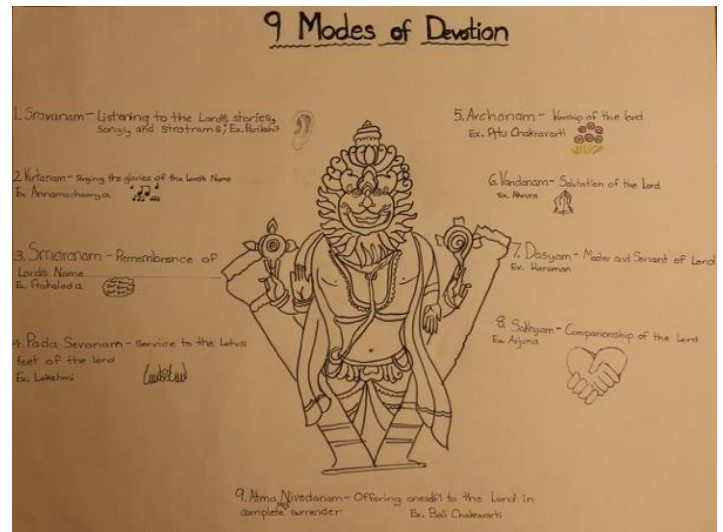 9 Modes of Devotion
1. Sravanam - Listening to the Lord's stories,
songs, and stratrams; Ex. Parikshit
2. Kirtanam - Singing the glories of the Lord's Name
Ex. Annamacharya
3. Smaranam - Remembrance of
Lord's Name
Ex. Prahalada
4. Pada Sevanam - Service to the Lotus
feet of the lord
Ex. Lakshmi
5. Archanam - Worship of the lord
Ex. Prtu Chakravarti
6. Vandanam - Salutation of the Lord
Ex.
7. Dasyam - Master and Servant of Lord
Ex. Hanuman
8. Sakhyam - Companionship of the Lord
Ex. Arjuna
9. Atma Nivedanam - Offering oneself to the Lord in
complete surrender Ex. Bali Chakravarti